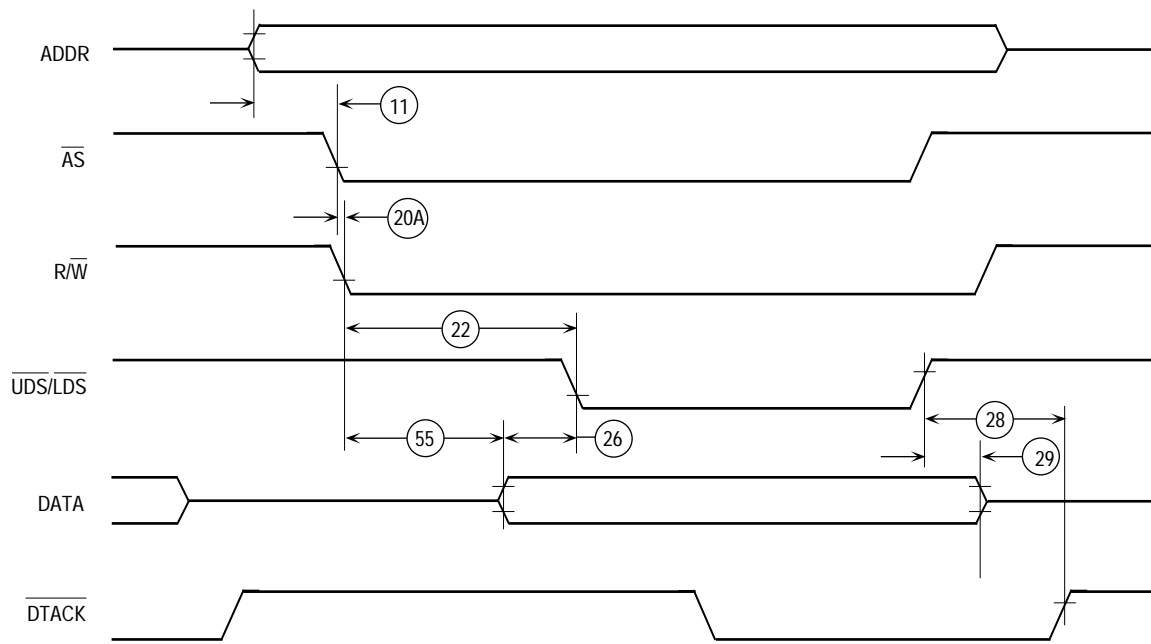 ADDR
11
AS
20A
R/W
22
UDS/LDS
55
26
28
29
DATA
DTACK